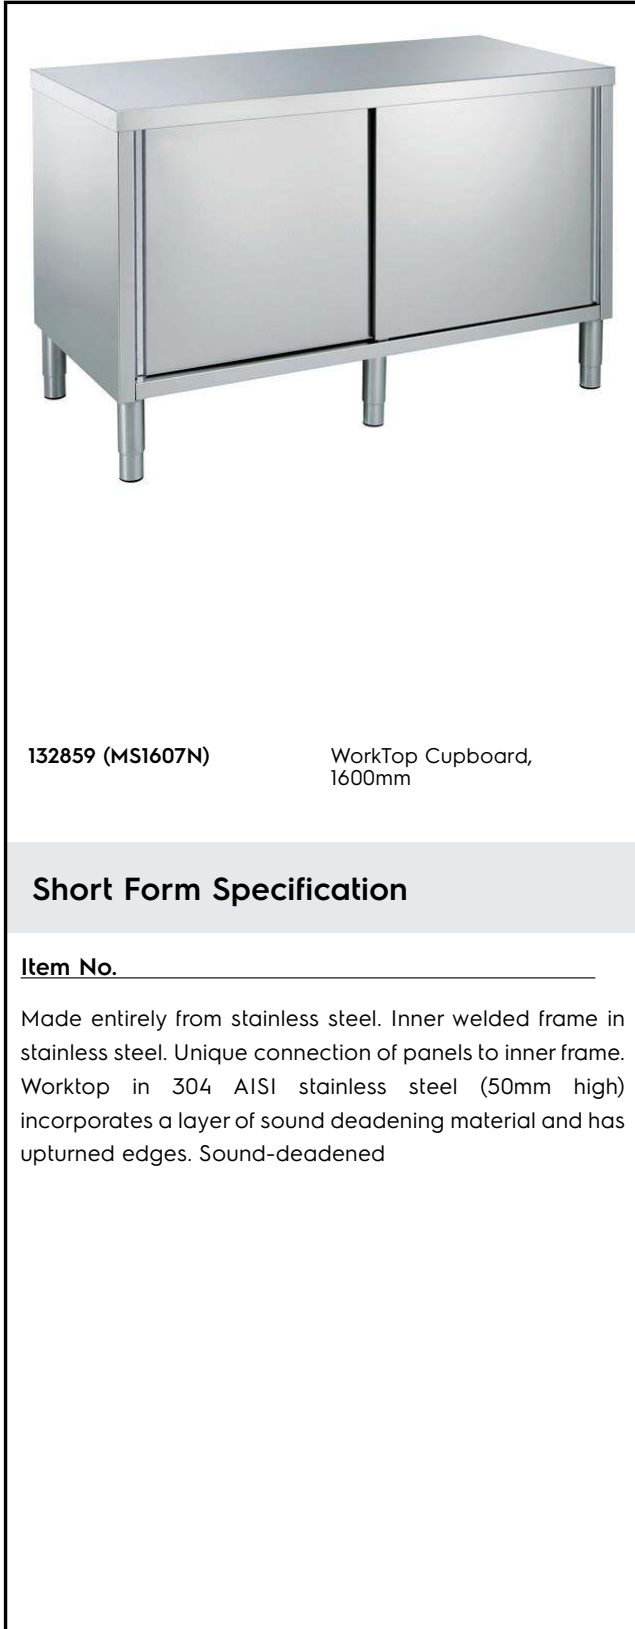 132859 (MS1607N)
WorkTop Cupboard,
1600mm
Short Form Specification
Item No.
Made entirely from stainless steel. Inner welded frame in
stainless steel. Unique connection of panels to inner frame.
Worktop in 304 AISI stainless steel (50mm high)
incorporates a layer of sound deadening material and has
upturned edges. Sound-deadened